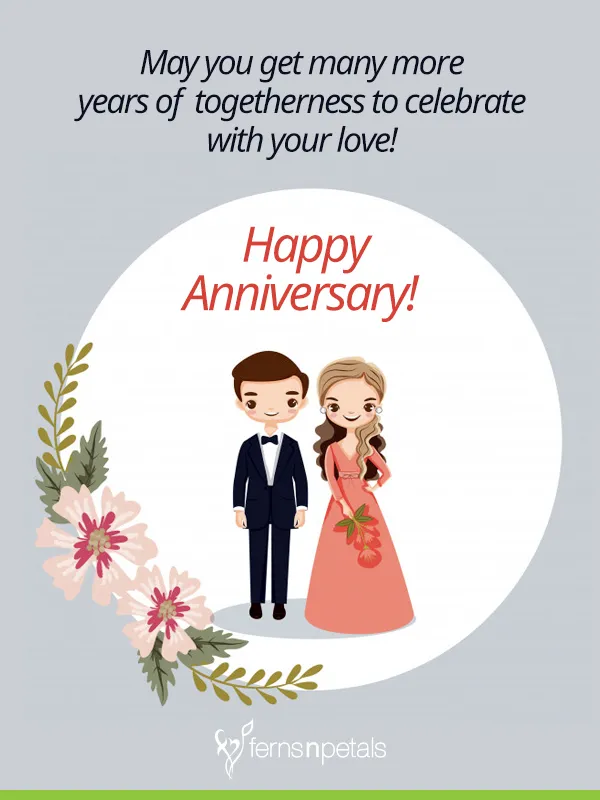 May you get many more
years of togetherness to celebrate
with your love!
Happy
Anniversary!
fernsnpetals